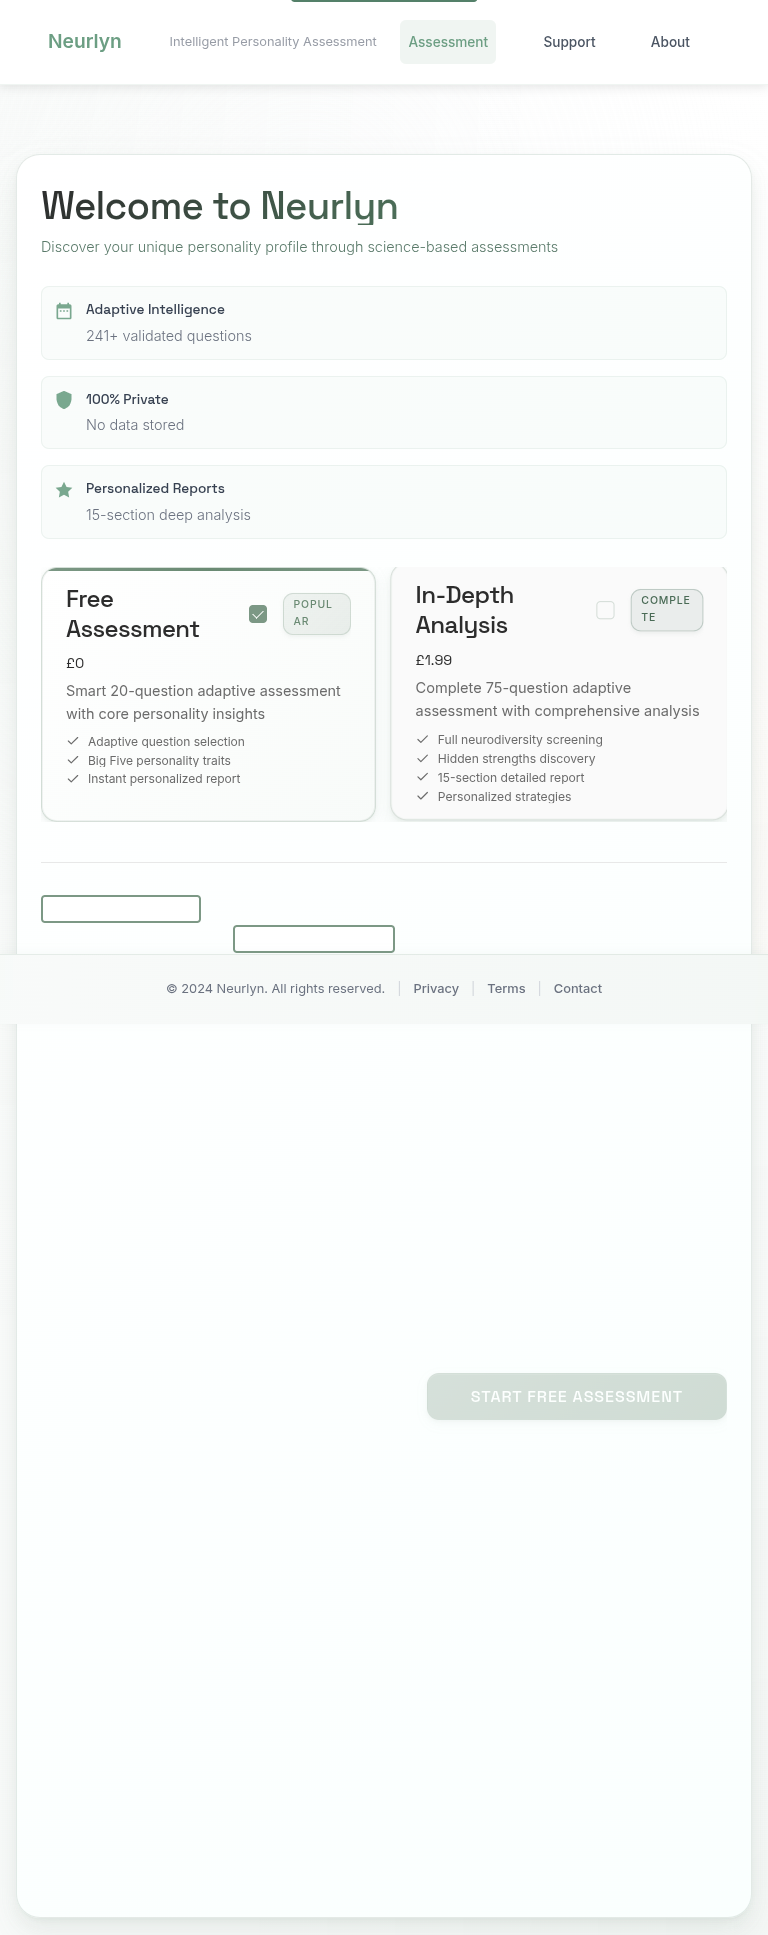 Neurlyn
Intelligent Personality Assessment
Assessment
Support
About
Welcome to Neurlyn
Discover your unique personality profile through science-based assessments
Adaptive Intelligence
241+ validated questions
100% Private
No data stored
Personalized Reports
15-section deep analysis
Free
Assessment
POPUL
AR
£0
Smart 20-question adaptive assessment
with core personality insights
Adaptive question selection
Big Five personality traits
Instant personalized report
In-Depth
Analysis
COMPLE
TE
£1.99
Complete 75-question adaptive
assessment with comprehensive analysis
Full neurodiversity screening
Hidden strengths discovery
15-section detailed report
Personalized strategies
© 2024 Neurlyn. All rights reserved. | Privacy | Terms | Contact
START FREE ASSESSMENT